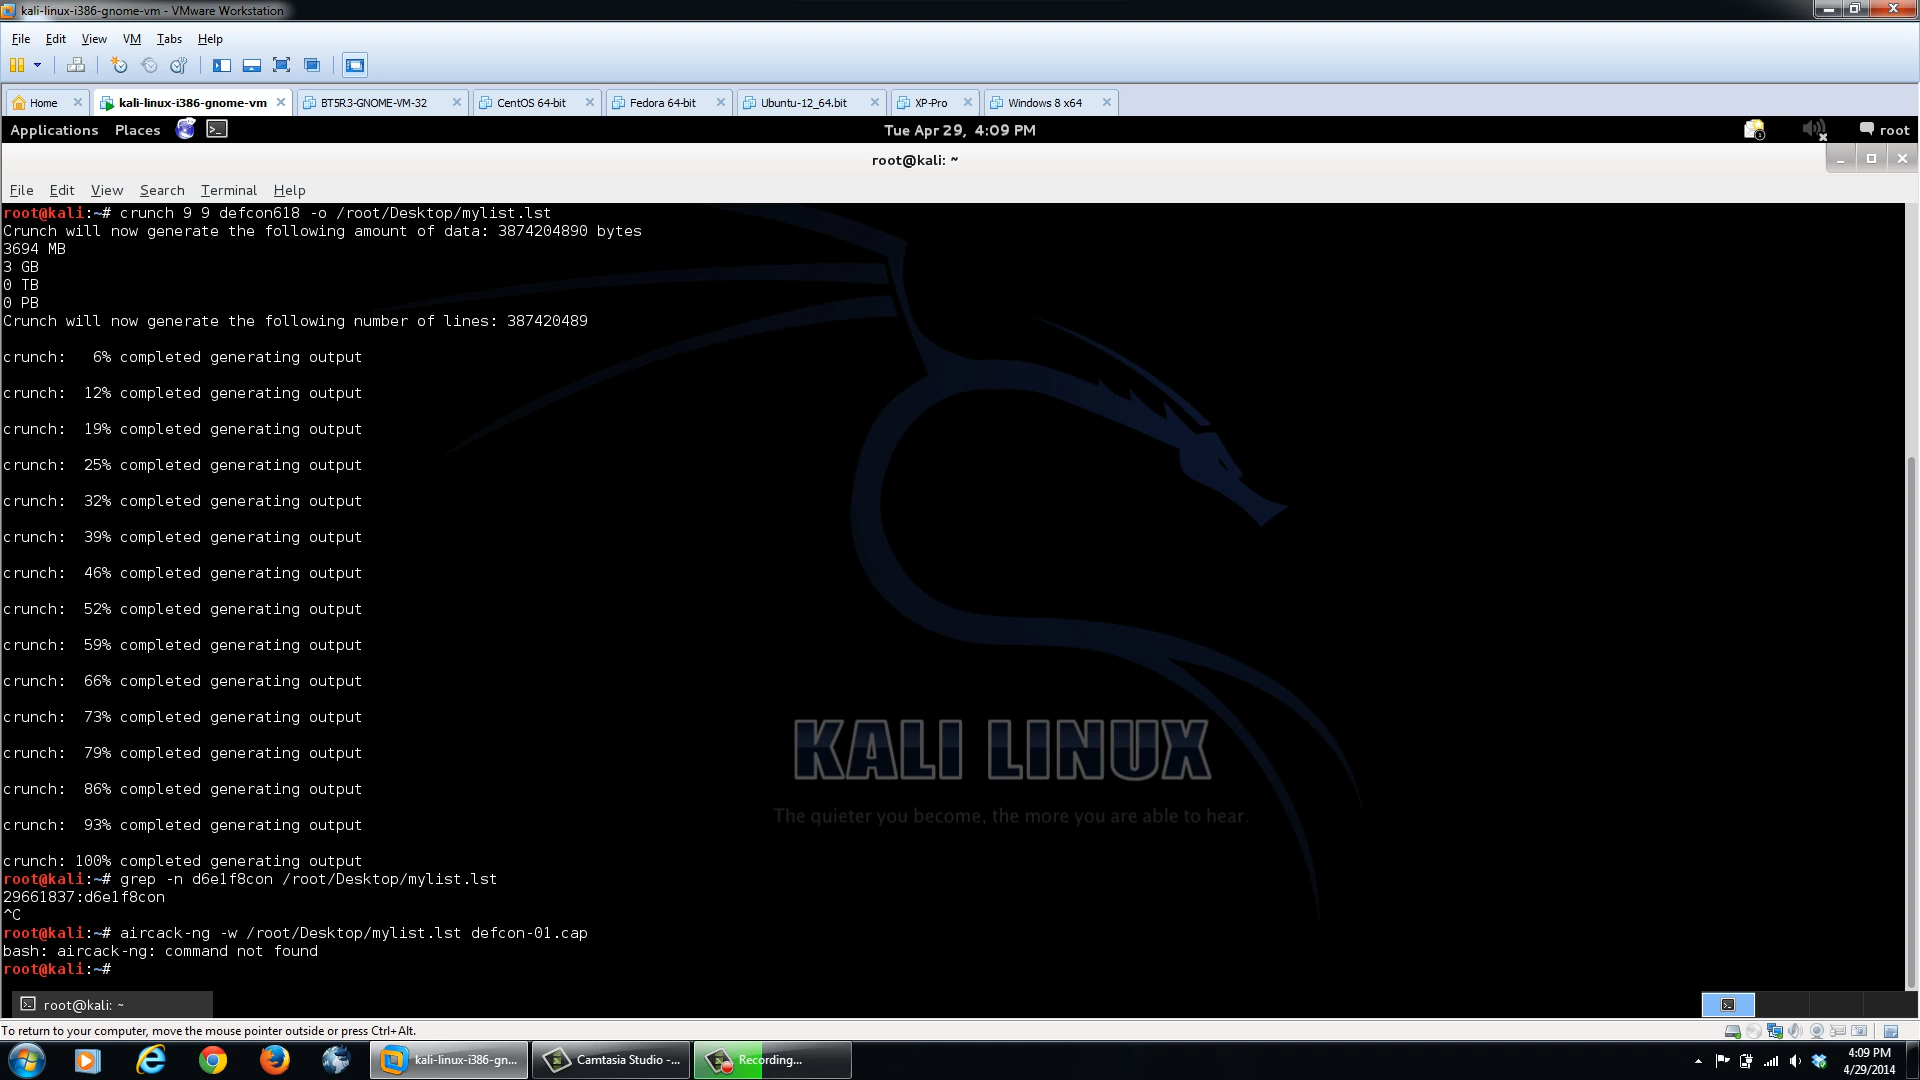 kali-linux-i386-gnome-vm - VMware Workstation
File Edit View VM Tabs Help
Home kali-linux-i386-gnome-vm BT5R3-GNOME-VM-32 CentOS 64-bit Fedora 64-bit Ubuntu-12_64.bit XP-Pro Windows 8 x64
Applications Places Tue Apr 29, 4:09 PM root
root@kali: ~
File Edit View Search Terminal Help
root@kali:~# crunch 9 9 defcon618 -o /root/Desktop/mylist.lst
Crunch will now generate the following amount of data: 3874204890 bytes
3694 MB
3 GB
0 TB
0 PB
Crunch will now generate the following number of lines: 387420489
crunch:   6% completed generating output
crunch:  12% completed generating output
crunch:  19% completed generating output
crunch:  25% completed generating output
crunch:  32% completed generating output
crunch:  39% completed generating output
crunch:  46% completed generating output
crunch:  52% completed generating output
crunch:  59% completed generating output
crunch:  66% completed generating output
crunch:  73% completed generating output
crunch:  79% completed generating output
crunch:  86% completed generating output
crunch:  93% completed generating output
crunch: 100% completed generating output
root@kali:~# grep -n d6e1f8con /root/Desktop/mylist.lst
29661837:d6e1f8con
^C
root@kali:~# aircack-ng -w /root/Desktop/mylist.lst defcon-01.cap
bash: aircack-ng: command not found
root@kali:~#
KALI LINUX
The quieter you become, the more you are able to hear.
root@kali: ~
To return to your computer, move the mouse pointer outside or press Ctrl+Alt.
kali-linux-i386-gn... Camtasia Studio -... Recording... 4:09 PM
4/29/2014